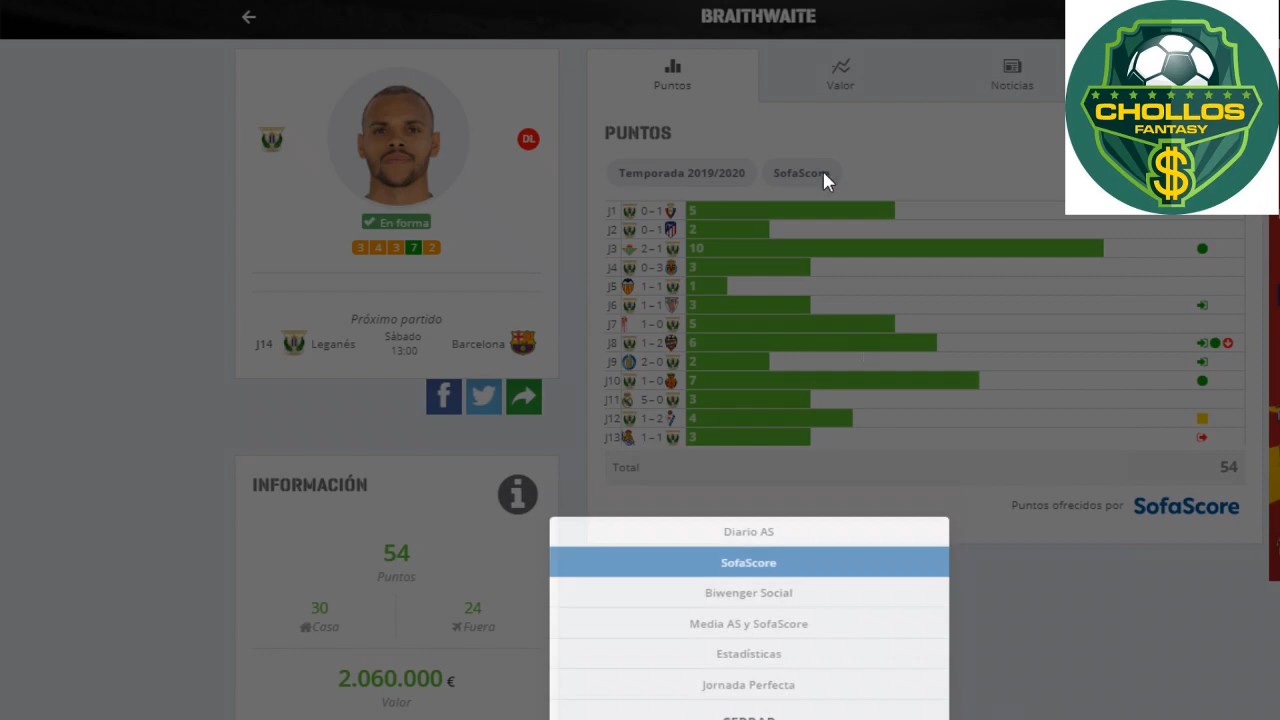 BRAITHWAITE
DL
En forma
3 4 3 7 2
Próximo partido
J14 Leganés Sábado 13:00 Barcelona
INFORMACIÓN
54
Puntos
30 24
Casa Fuera
2.060.000 €
Valor
Puntos Valor Noticias
PUNTOS
Temporada 2019/2020 SofaScore
J1 0-1 5
J2 0-1 2
J3 2-1 10
J4 0-3 3
J5 1-1 1
J6 1-1 3
J7 1-0 5
J8 1-2 6
J9 2-0 2
J10 1-0 7
J11 5-0 3
J12 1-2 4
J13 1-1 3
Total 54
Puntos ofrecidos por SofaScore
Diario AS
SofaScore
Biwenger Social
Media AS y SofaScore
Estadísticas
Jornada Perfecta
CERRAR
CHOLLOS
FANTASY
$